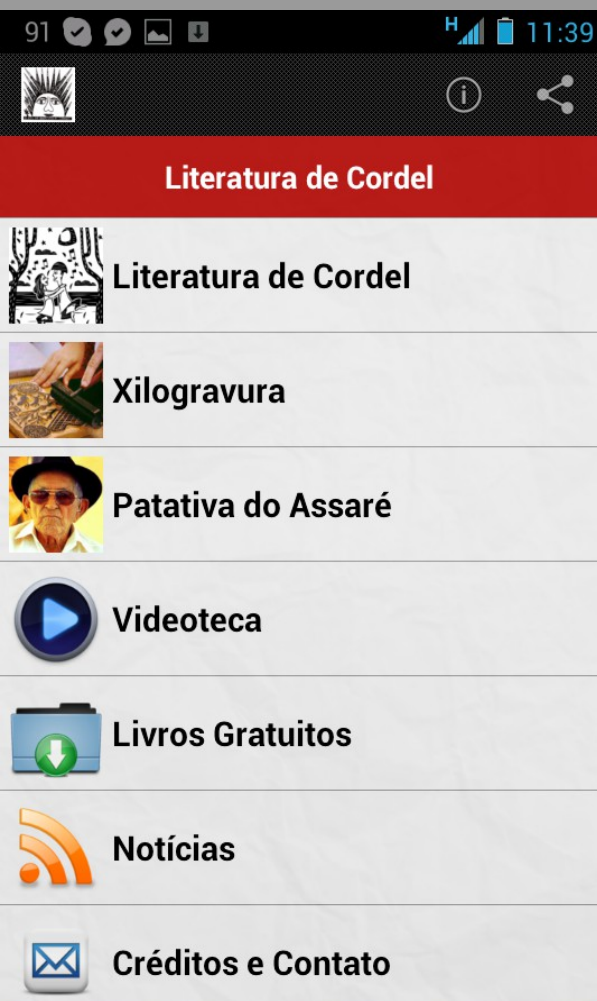 91
H
11:39
Literatura de Cordel
Literatura de Cordel
Xilogravura
Patativa do Assaré
Videoteca
Livros Gratuitos
Notícias
Créditos e Contato